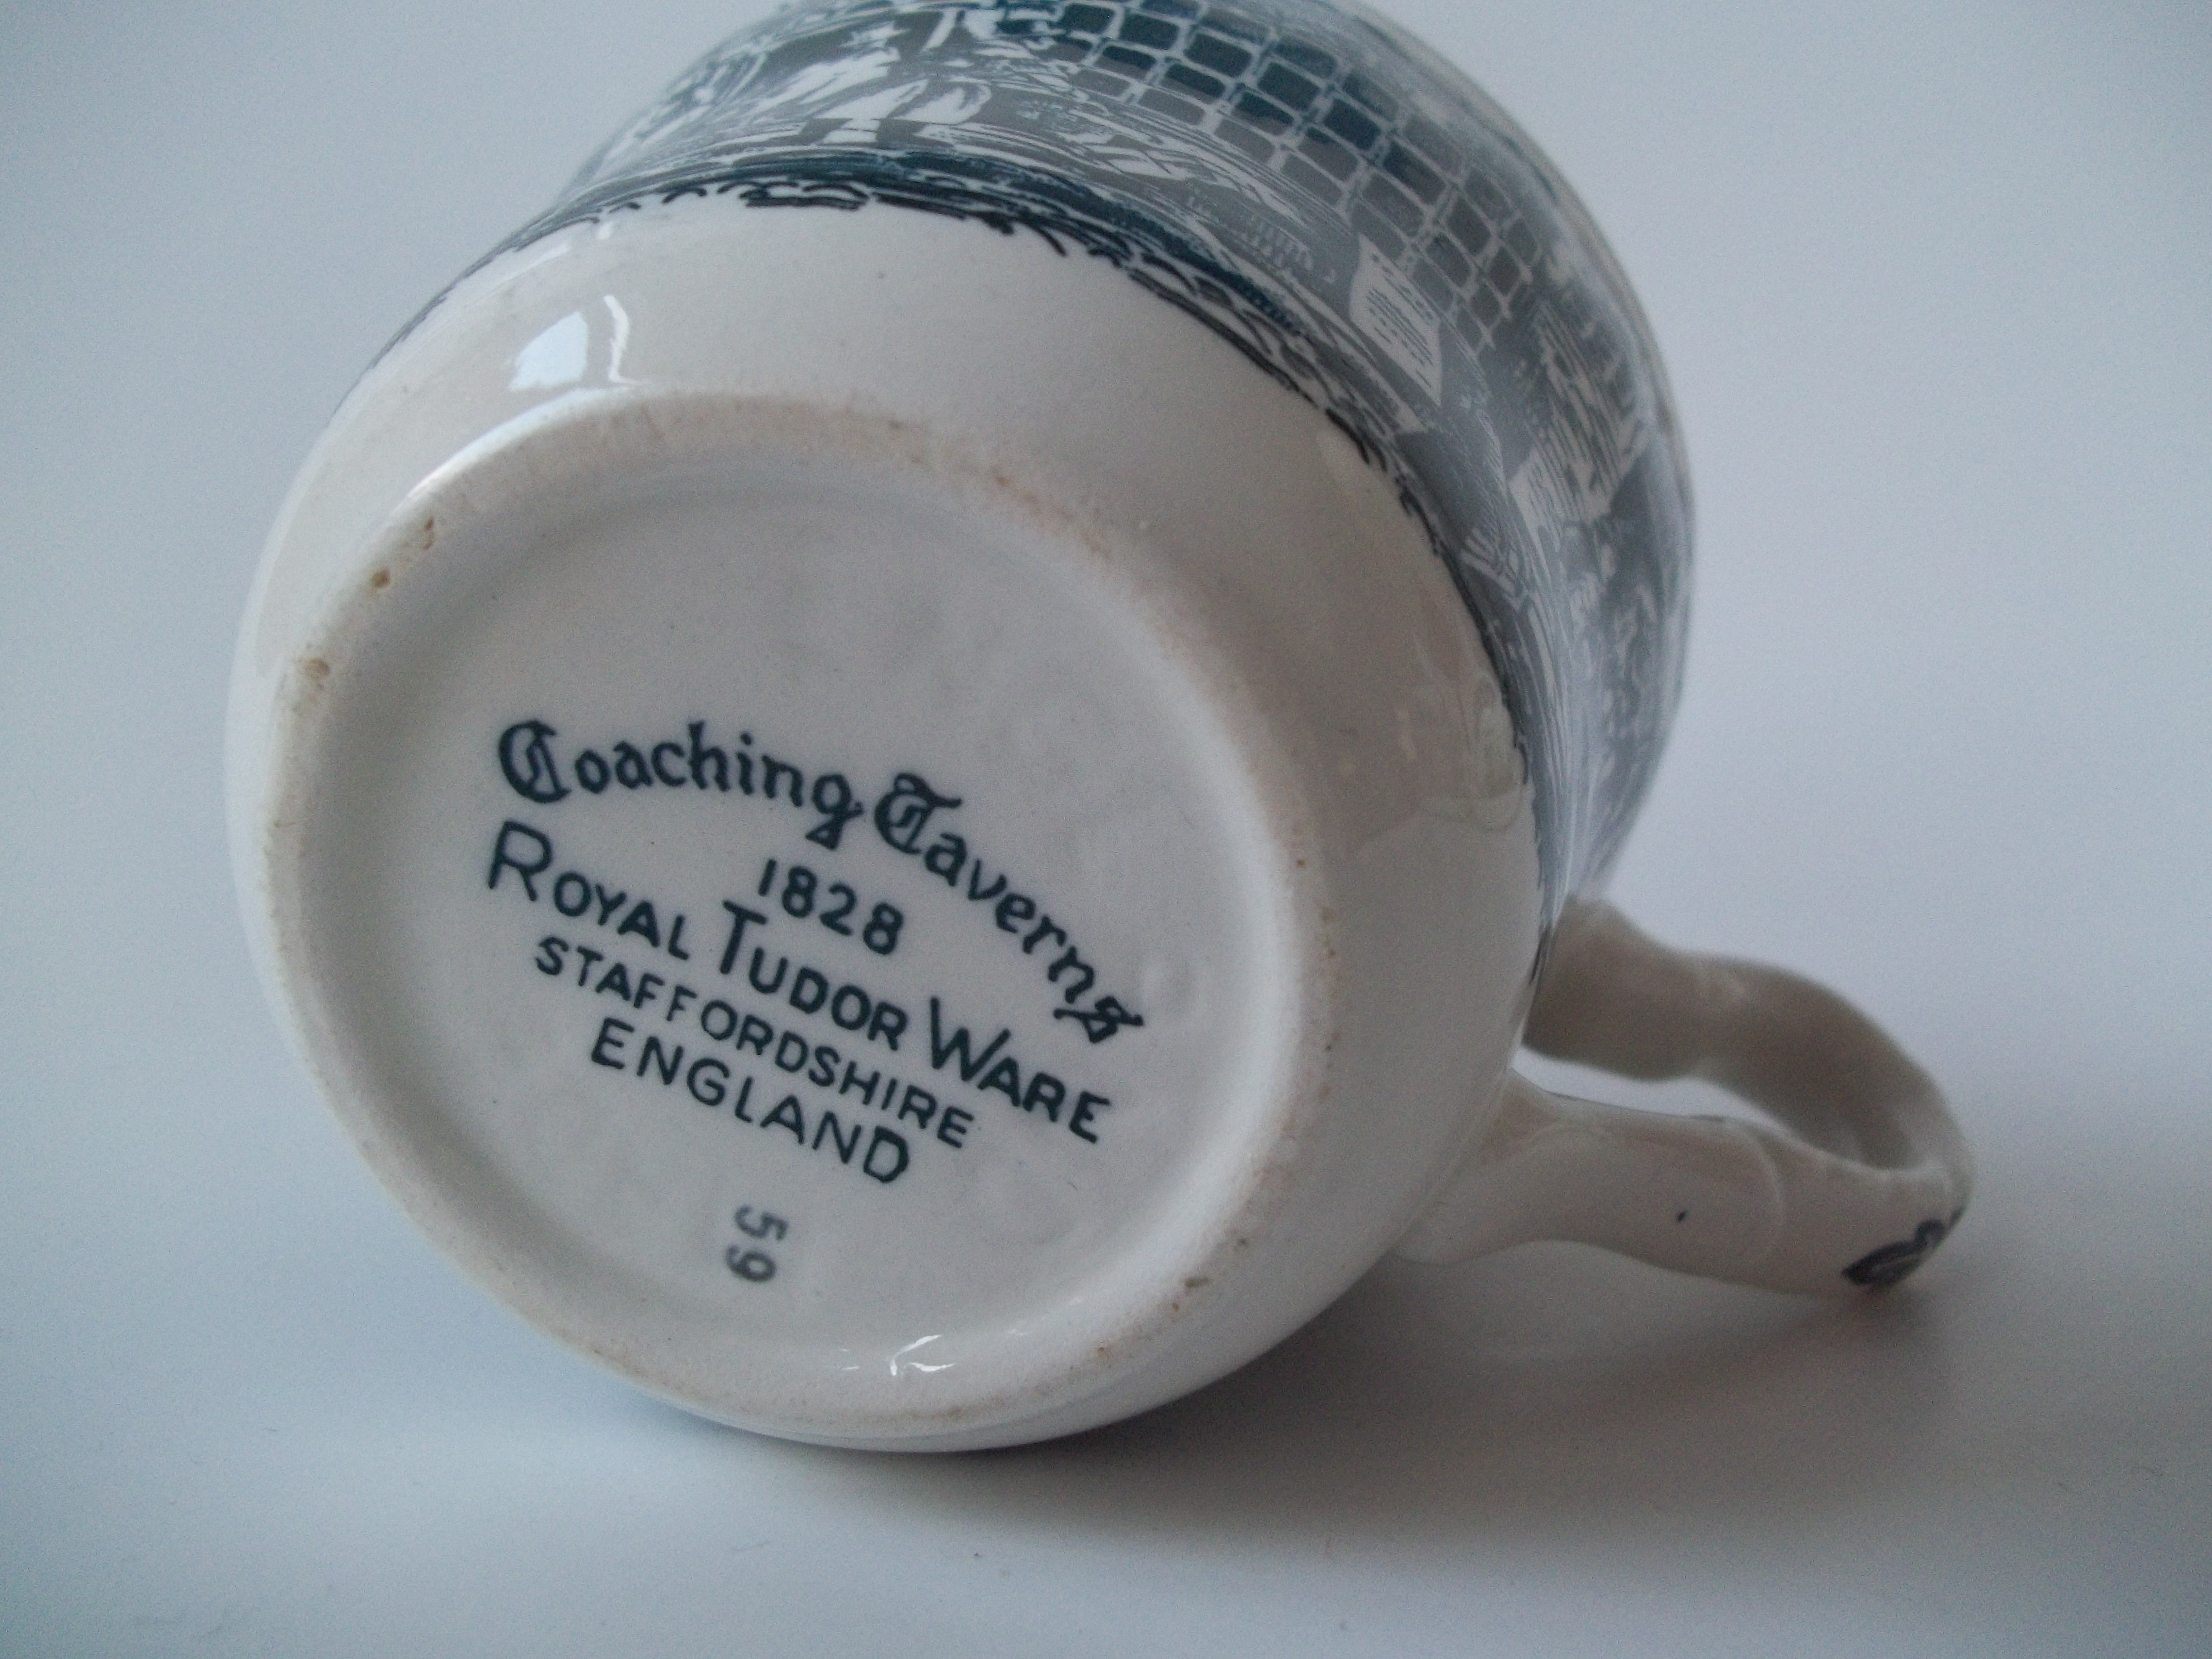 Coaching Taverns
1828
ROYAL TUDOR WARE
STAFFORDSHIRE
ENGLAND
59